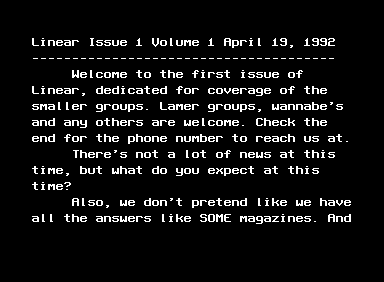 Linear Issue 1 Volume 1 April 19, 1992
--------------------------------------
Welcome to the first issue of
Linear, dedicated for coverage of the
smaller groups. Lamer groups, wannabe's
and any others are welcome. Check the
end for the phone number to reach us at.
There's not a lot of news at this
time, but what do you expect at this
time?
Also, we don't pretend like we have
all the answers like SOME magazines. And